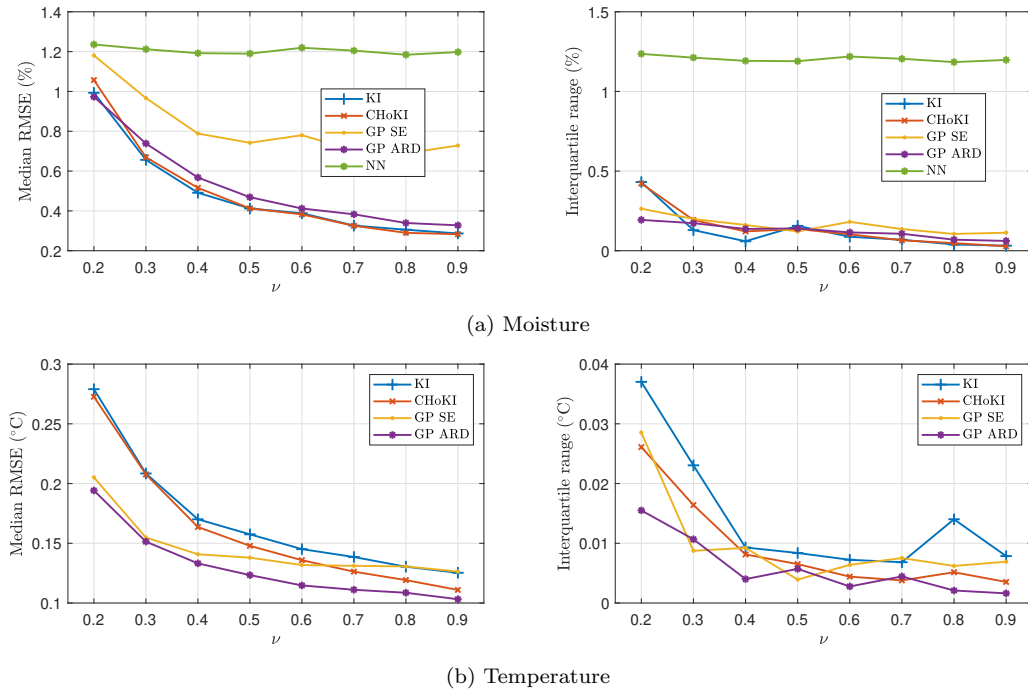 1.4
1.2
1
0.8
0.6
0.4
0.2
Median RMSE (%)
KI
CHoKI
GP SE
GP ARD
NN
0.2 0.3 0.4 0.5 0.6 0.7 0.8 0.9
ν
1.5
1
0.5
0
Interquartile range (%)
KI
CHoKI
GP SE
GP ARD
NN
0.2 0.3 0.4 0.5 0.6 0.7 0.8 0.9
ν
(a) Moisture
0.3
0.25
0.2
0.15
0.1
Median RMSE (°C)
KI
CHoKI
GP SE
GP ARD
0.2 0.3 0.4 0.5 0.6 0.7 0.8 0.9
ν
0.04
0.03
0.02
0.01
0
Interquartile range (°C)
KI
CHoKI
GP SE
GP ARD
0.2 0.3 0.4 0.5 0.6 0.7 0.8 0.9
ν
(b) Temperature